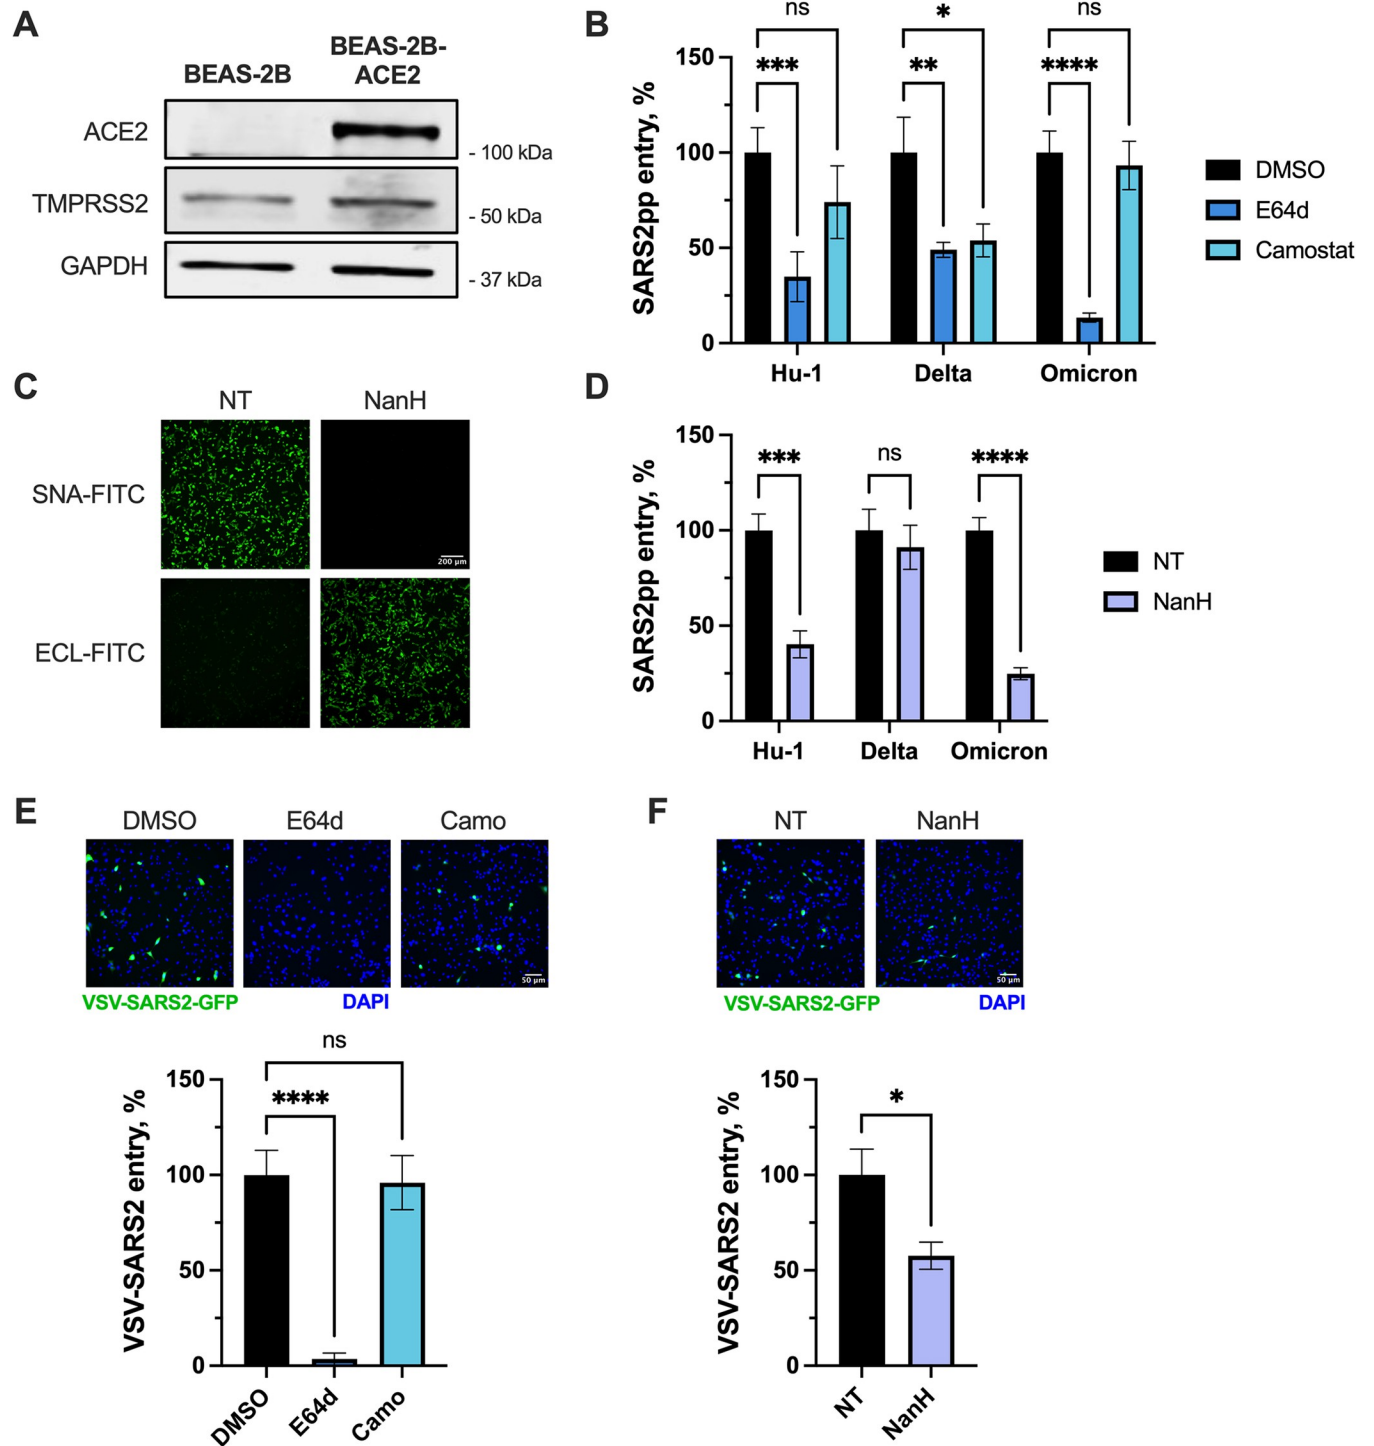 A
BEAS-2B
BEAS-2B-
ACE2
ACE2
- 100 kDa
TMPRSS2
- 50 kDa
GAPDH
- 37 kDa
B
ns
*
ns
***
**
****
150
100
50
0
SARS2pp entry, %
Hu-1
Delta
Omicron
DMSO
E64d
Camostat
C
NT
NanH
SNA-FITC
200 µm
ECL-FITC
D
***
ns
****
150
100
50
0
SARS2pp entry, %
Hu-1
Delta
Omicron
NT
NanH
E
DMSO
E64d
Camo
50 µm
VSV-SARS2-GFP
DAPI
ns
****
150
100
50
0
VSV-SARS2 entry, %
DMSO
E64d
Camo
F
NT
NanH
50 µm
VSV-SARS2-GFP
DAPI
*
150
100
50
0
VSV-SARS2 entry, %
NT
NanH